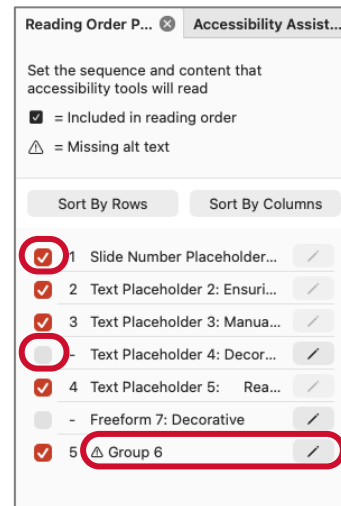 Reading Order P... Accessibility Assist...
Set the sequence and content that
accessibility tools will read
= Included in reading order
⚠ = Missing alt text
Sort By Rows Sort By Columns
1 Slide Number Placeholder...
2 Text Placeholder 2: Ensuri...
3 Text Placeholder 3: Manua...
- Text Placeholder 4: Decor...
4 Text Placeholder 5: Rea...
- Freeform 7: Decorative
5 ⚠ Group 6